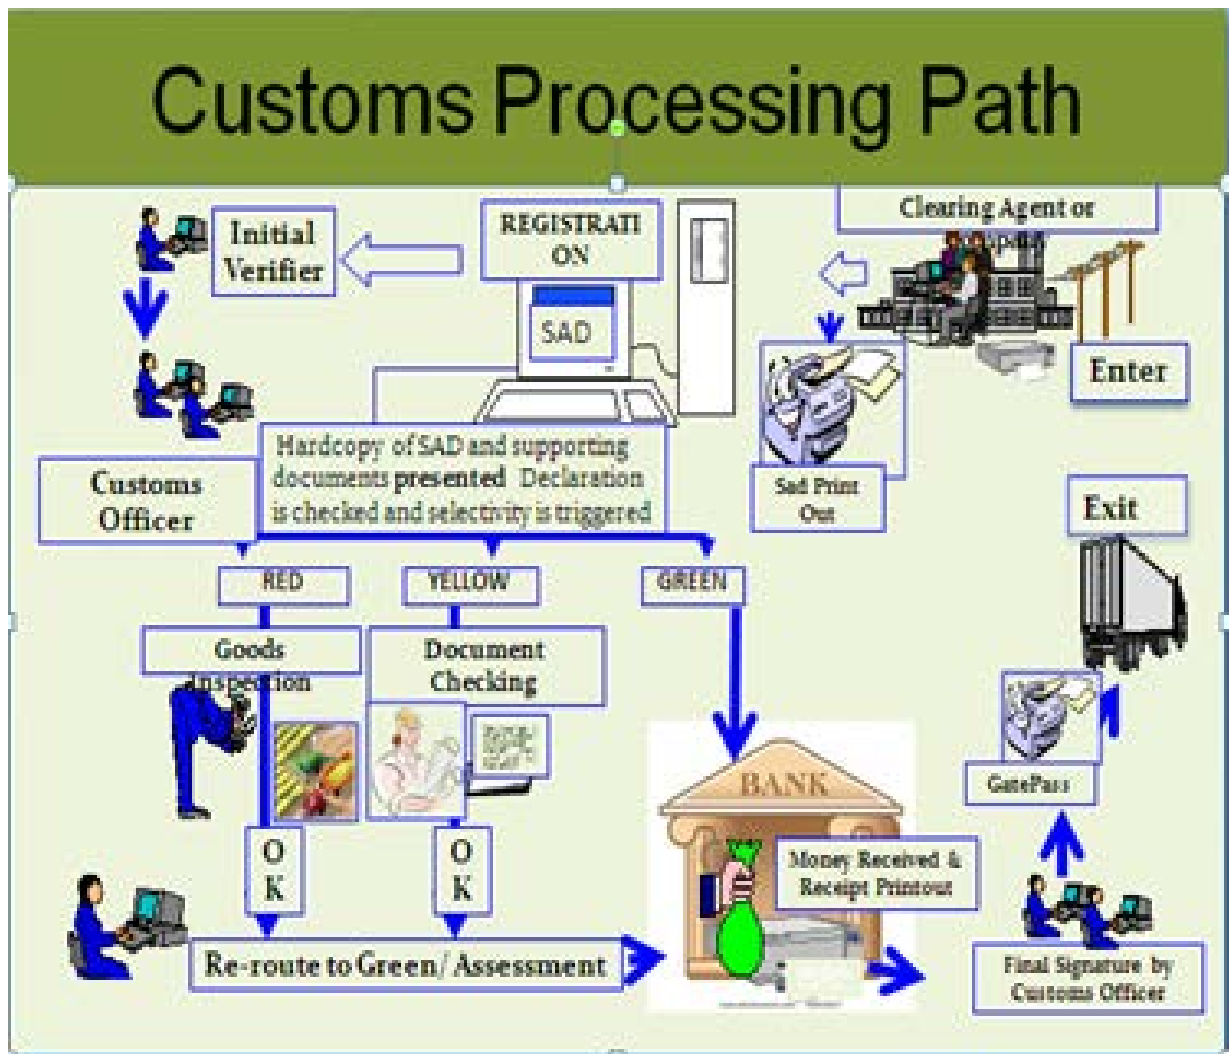 Customs Processing Path
Clearing Agent or
Enter
Sad Print
Out
REGISTRATI
ON
SAD
Initial
Verifier
Customs
Officer
Hardcopy of SAD and supporting
documents presented Declaration
is checked and selectivity is triggered
RED
YELLOW
GREEN
Goods
Inspection
Document
Checking
O
K
O
K
Re-route to Green/ Assessment
BANK
Money Received &
Receipt Printout
Final Signature by
Customs Officer
GatePass
Exit